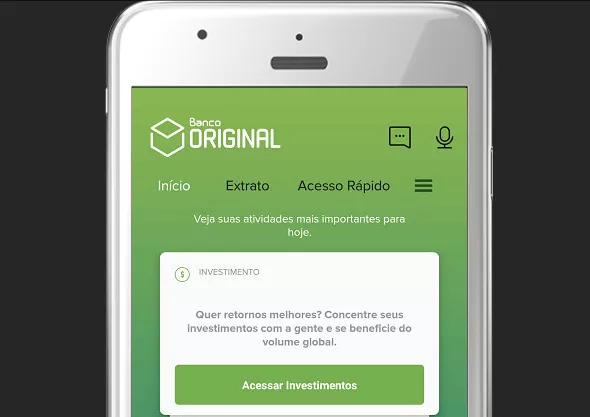 Banco
ORIGINAL
Início Extrato Acesso Rápido
Veja suas atividades mais importantes para
hoje.
$ INVESTIMENTO
Quer retornos melhores? Concentre seus
investimentos com a gente e se beneficie do
volume global.
Acessar Investimentos